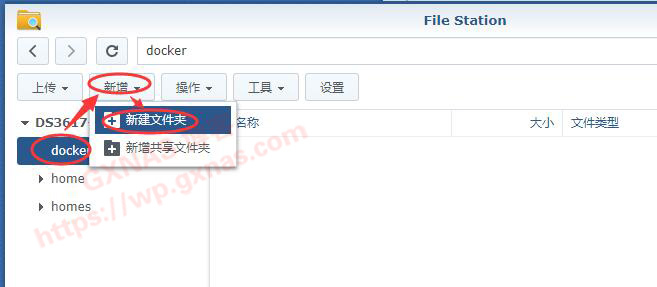 File Station
docker
上传 新增 操作 工具 设置
DS3617
新建文件夹
名称 大小 文件类型
docker
新增共享文件夹
home
homes
GXNAS
https://wp.gxnas.com